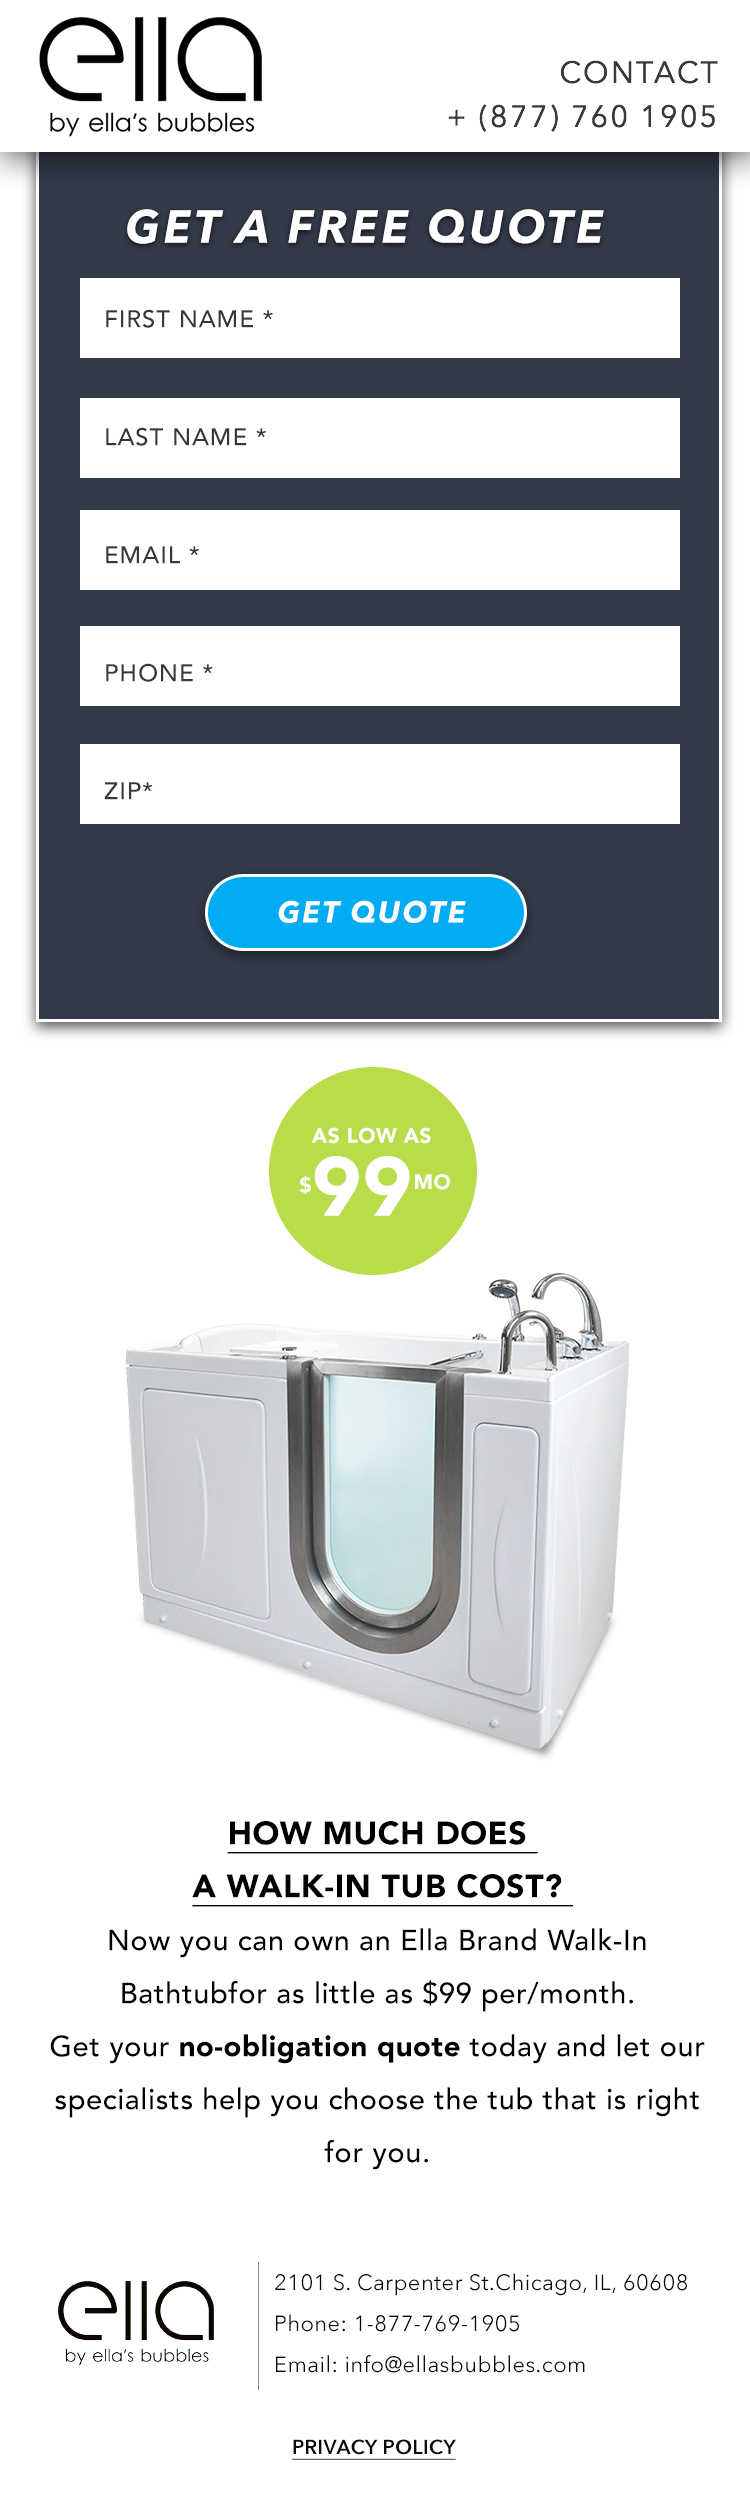 ella
by ella's bubbles
CONTACT
+ (877) 760 1905
GET A FREE QUOTE
FIRST NAME *
LAST NAME *
EMAIL *
PHONE *
ZIP*
GET QUOTE
AS LOW AS
$99 MO
HOW MUCH DOES
A WALK-IN TUB COST?
Now you can own an Ella Brand Walk-In
Bathtubfor as little as $99 per/month.
Get your no-obligation quote today and let our
specialists help you choose the tub that is right
for you.
ella
by ella's bubbles
2101 S. Carpenter St.Chicago, IL, 60608
Phone: 1-877-769-1905
Email: info@ellasbubbles.com
PRIVACY POLICY